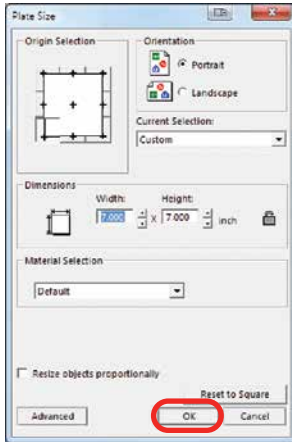 Plate Size
Origin Selection
Orientation
Portrait
Landscape
Current Selection:
Custom
Dimensions
Width: Height:
7.000 X 7.000 inch
Material Selection
Default
Resize objects proportionally
Reset to Square
Advanced OK Cancel